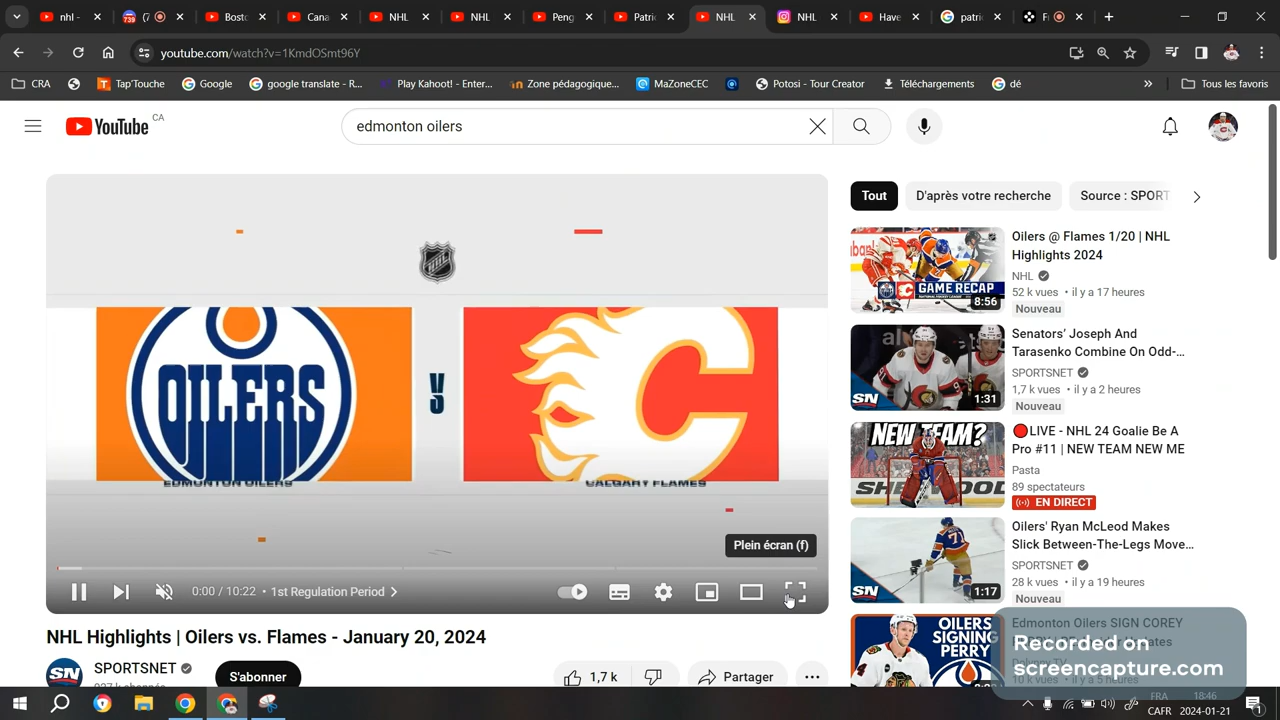 nhl -
739
(7
Bosto
Cana
NHL
NHL
Peng
Patric
NHL
NHL
Have
patri
F
youtube.com/watch?v=1KmdOSmt96Y
CRA
Tap'Touche
Google
google translate - R...
Play Kahoot! - Enter...
Zone pédagogique...
MaZoneCEC
Potosi - Tour Creator
Téléchargements
dé
»
Tous les favoris
YouTube CA
edmonton oilers
Tout
D'après votre recherche
Source : SPORT
NHL
OILERS
VS
C
EDMONTON OILERS
CALGARY FLAMES
Plein écran (f)
0:00 / 10:22 • 1st Regulation Period
NHL Highlights | Oilers vs. Flames - January 20, 2024
SN
SPORTSNET
S'abonner
1,7 k
Partager
GAME RECAP
8:56
Oilers @ Flames 1/20 | NHL
Highlights 2024
NHL
52 k vues • il y a 17 heures
Nouveau
SN
1:31
Senators' Joseph And
Tarasenko Combine On Odd-...
SPORTSNET
1,7 k vues • il y a 2 heures
Nouveau
NEW TEAM?
LIVE - NHL 24 Goalie Be A
Pro #11 | NEW TEAM NEW ME
Pasta
89 spectateurs
EN DIRECT
SN
1:17
Oilers' Ryan McLeod Makes
Slick Between-The-Legs Move...
SPORTSNET
28 k vues • il y a 19 heures
Nouveau
OILERS
SIGNING
PERRY
Edmonton Oilers SIGN COREY
Recorded on
screencapture.com
FRA
CAFR
18:46
2024-01-21
1